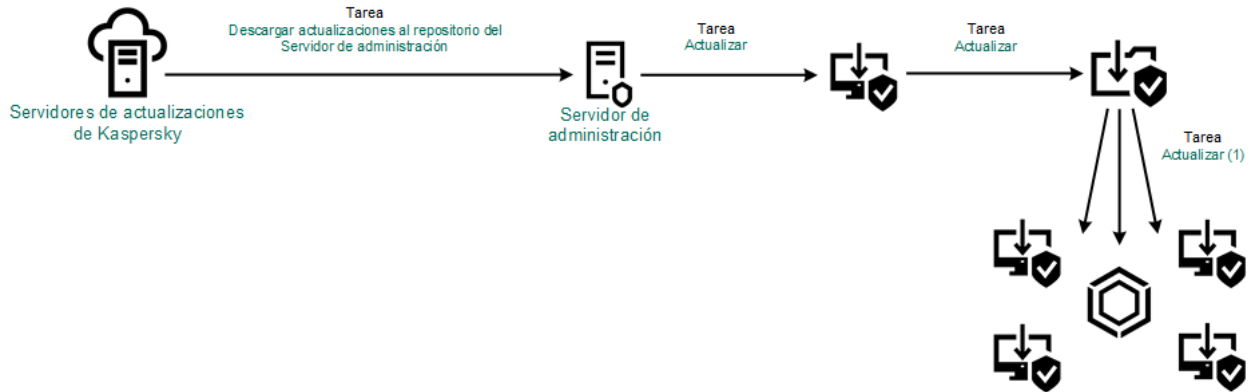 Tarea
Descargar actualizaciones al repositorio del
Servidor de administración
Tarea
Actualizar
Tarea
Actualizar
Servidores de actualizaciones
de Kaspersky
Servidor de
administración
Tarea
Actualizar (1)